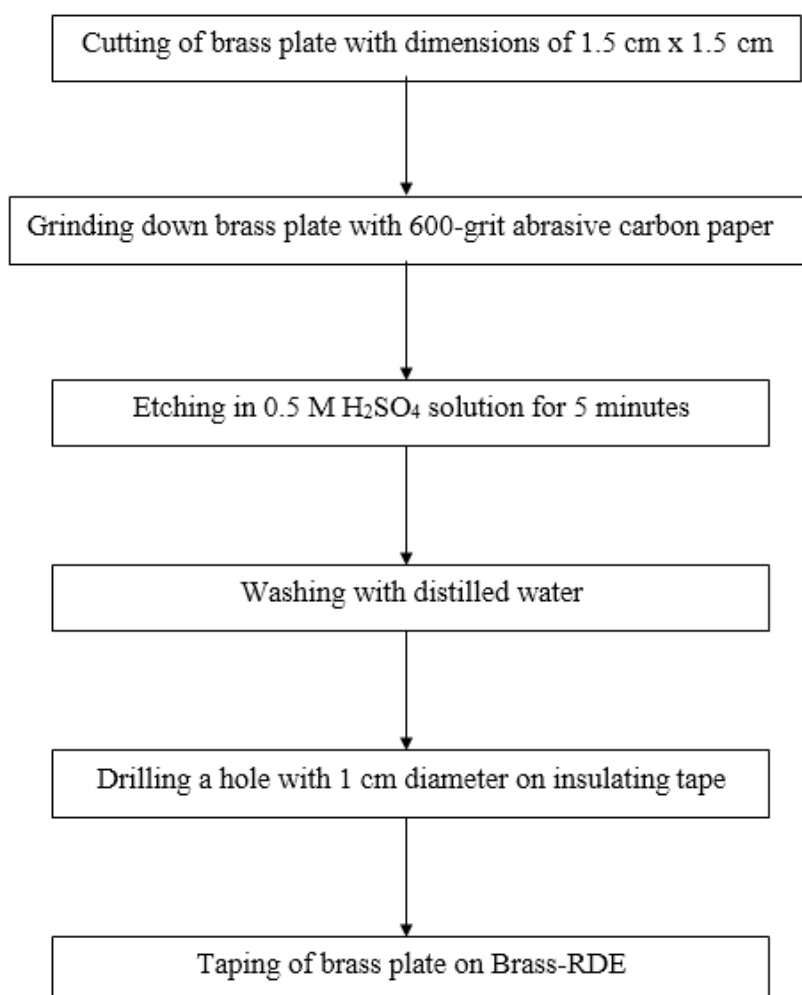 Cutting of brass plate with dimensions of 1.5 cm x 1.5 cm
Grinding down brass plate with 600-grit abrasive carbon paper
Etching in 0.5 M H₂SO₄ solution for 5 minutes
Washing with distilled water
Drilling a hole with 1 cm diameter on insulating tape
Taping of brass plate on Brass-RDE